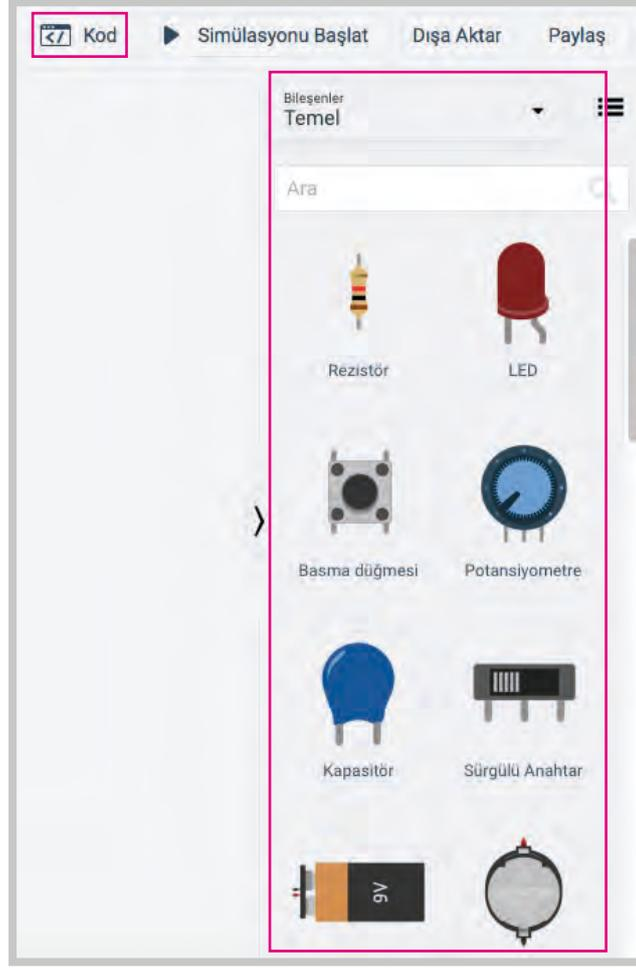 </> Kod Simülasyonu Başlat Dışa Aktar Paylaş
Bileşenler
Temel
Ara
Rezistör LED
Basma düğmesi Potansiyometre
Kapasitör Sürgülü Anahtar
9V